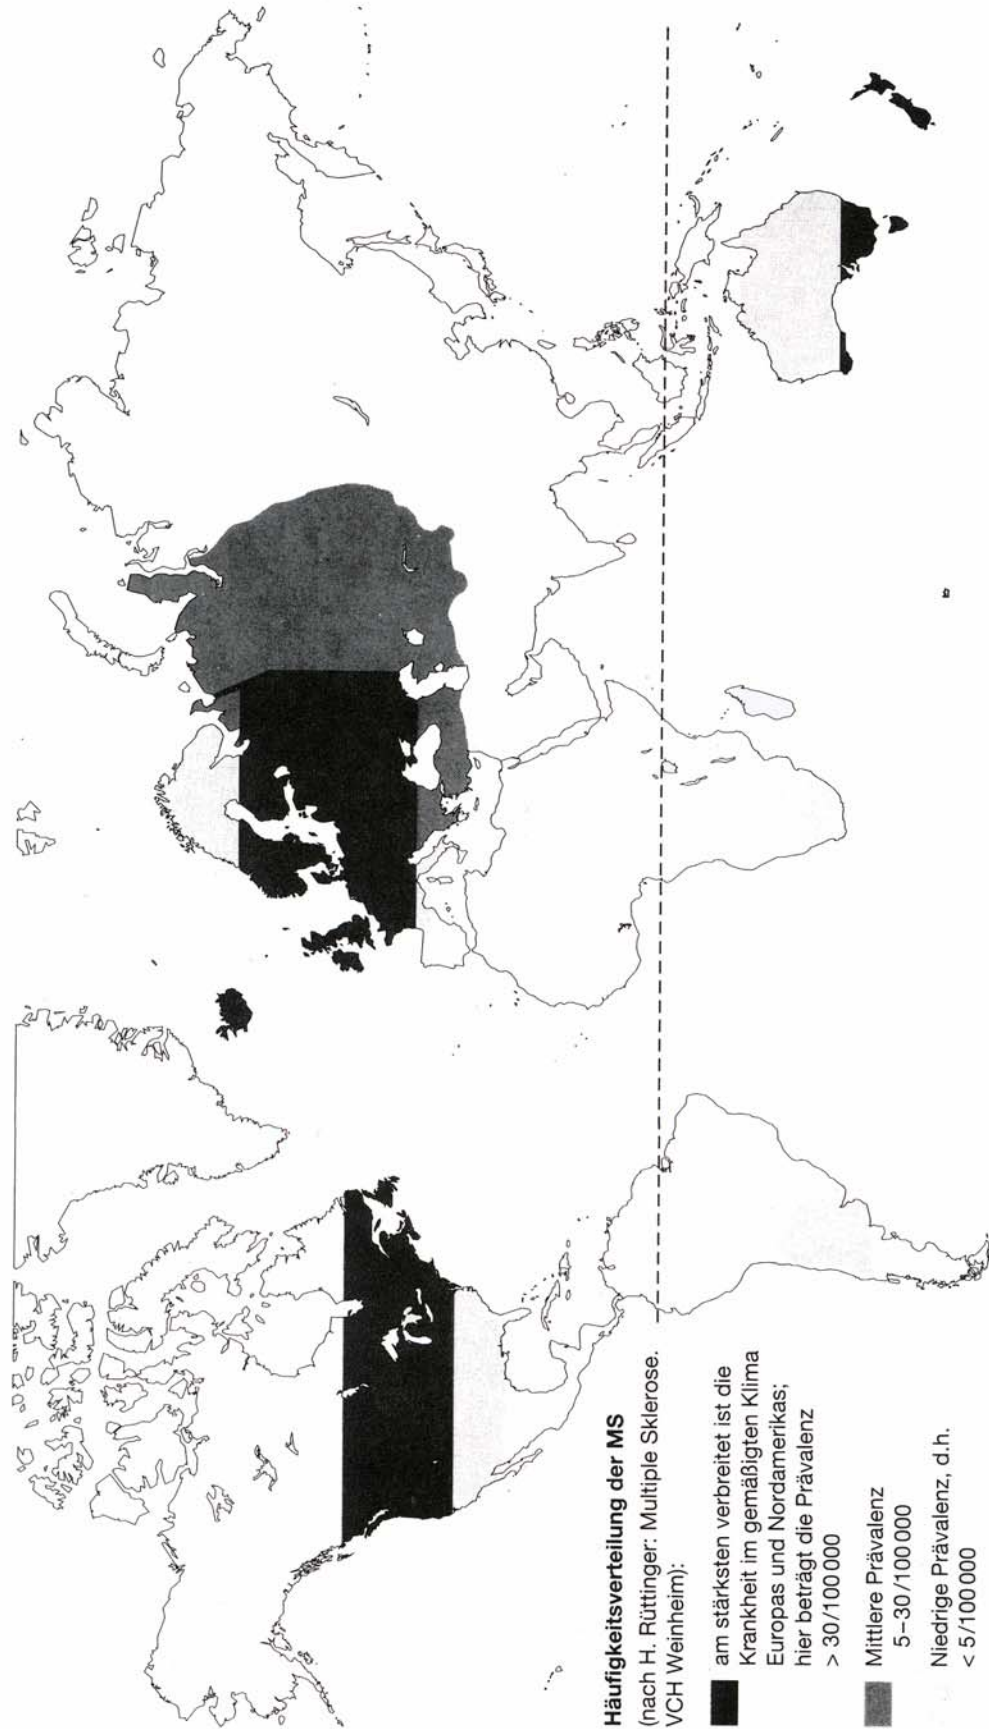 Häufigkeitsverteilung der MS
(nach H. Rüttinger: Multiple Sklerose.
VCH Weinheim):
am stärksten verbreitet ist die
Krankheit im gemäßigten Klima
Europas und Nordamerikas;
hier beträgt die Prävalenz
> 30/100 000
Mittlere Prävalenz
5–30/100 000
Niedrige Prävalenz, d.h.
< 5/100 000